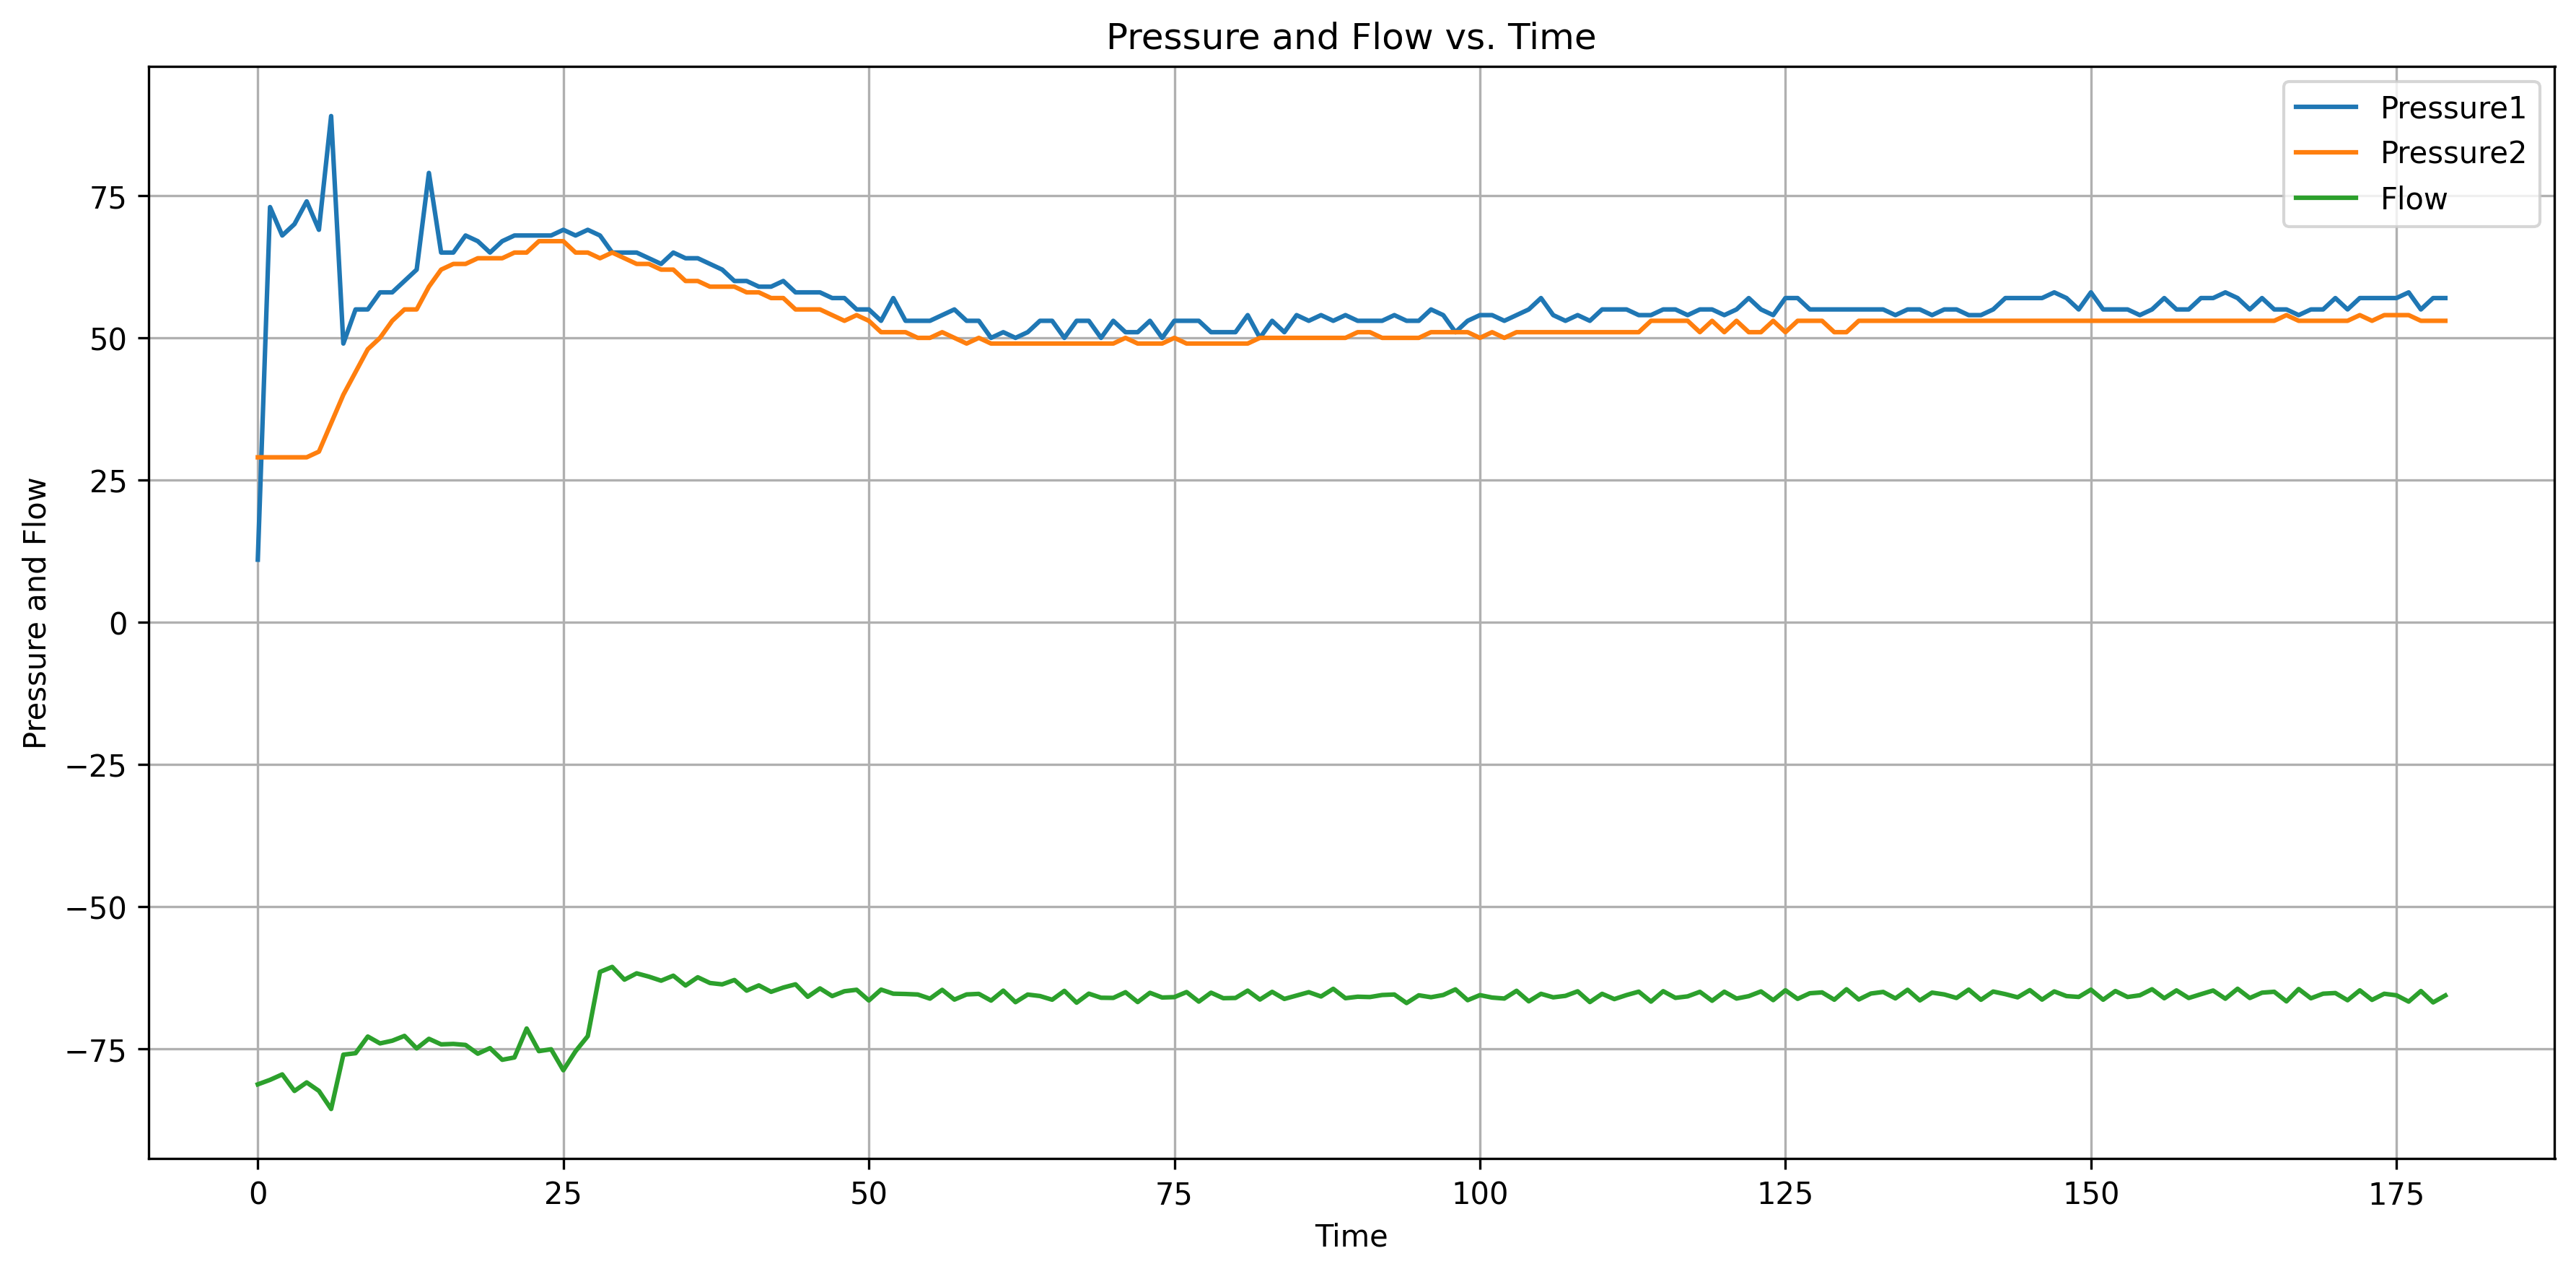 Pressure and Flow vs. Time
Pressure1
Pressure2
Flow
Pressure and Flow
75
50
25
0
−25
−50
−75
0 25 50 75 100 125 150 175
Time